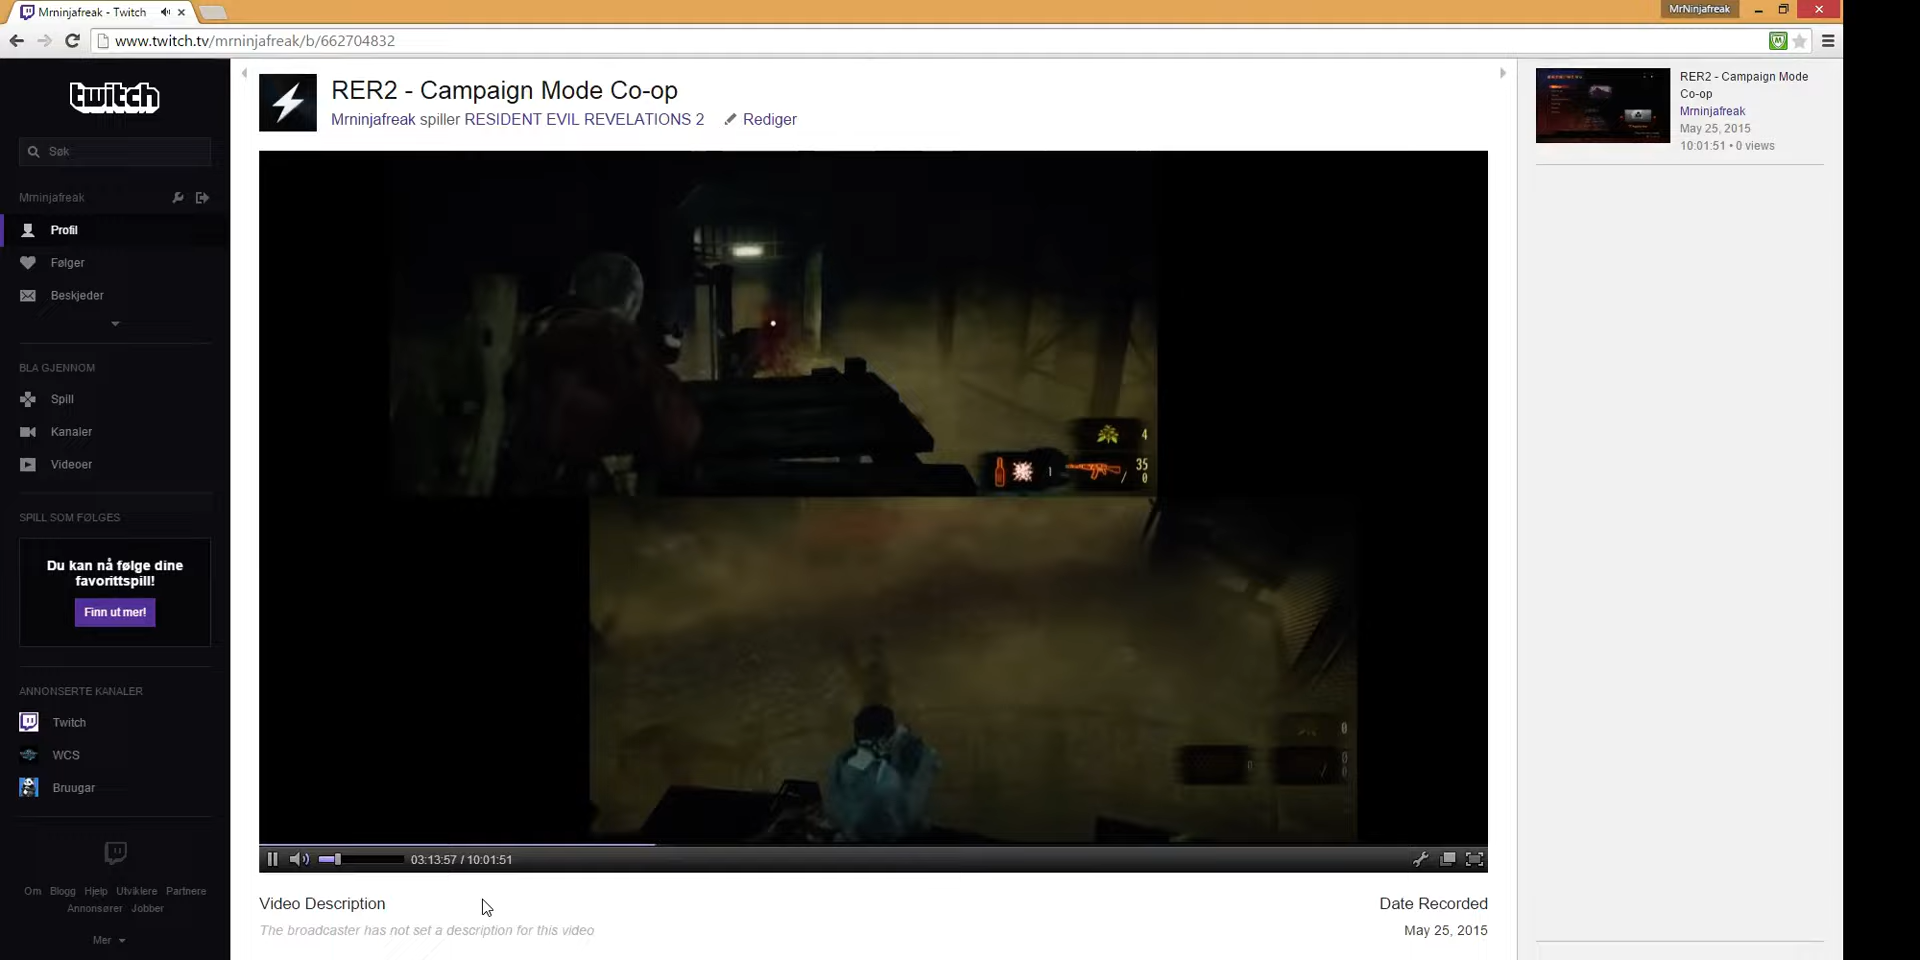 Mrninjafreak - Twitch
MrNinjafreak
www.twitch.tv/mrninjafreak/b/662704832
twitch
Søk
Mrninjafreak
Profil
Følger
Beskjeder
BLA GJENNOM
Spill
Kanaler
Videoer
SPILL SOM FØLGES
Du kan nå følge dine
favorittspill!
Finn ut mer!
ANNONSERTE KANALER
Twitch
WCS
Bruugar
Om Blogg Hjelp Utviklere Partnere
Annonsører Jobber
Mer
RER2 - Campaign Mode Co-op
Mrninjafreak spiller RESIDENT EVIL REVELATIONS 2 Rediger
4
1 35
/ 0
0
0 0
/ 0
03:13:57 / 10:01:51
Video Description
The broadcaster has not set a description for this video
Date Recorded
May 25, 2015
RER2 - Campaign Mode
Co-op
Mrninjafreak
May 25, 2015
10:01:51 • 0 views